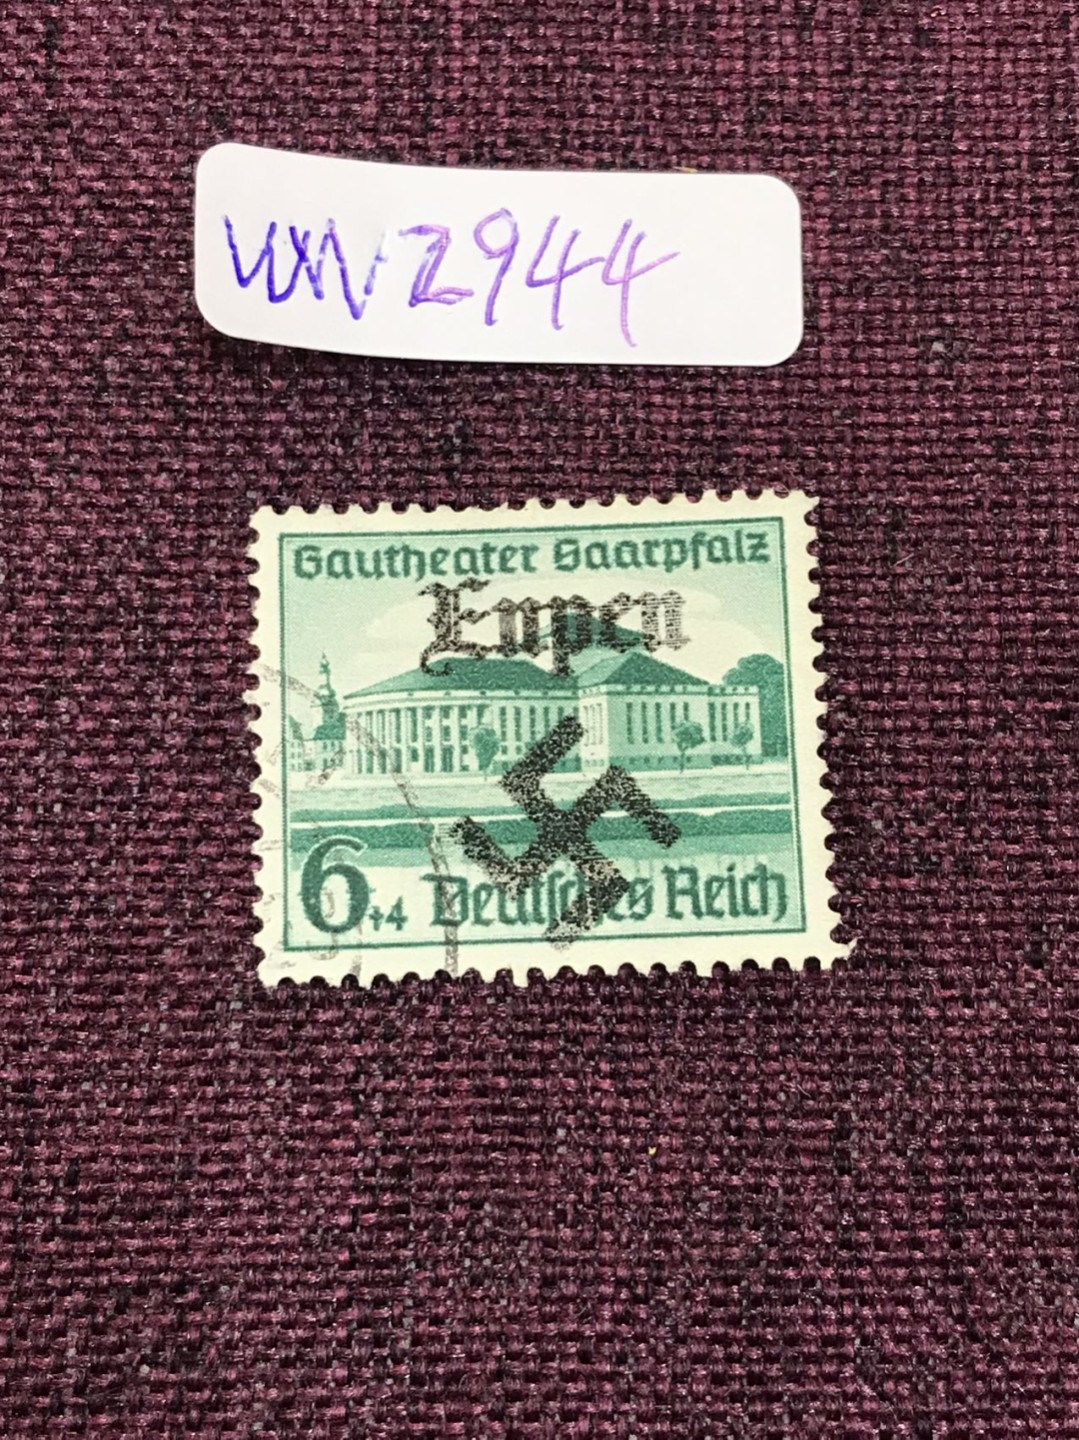 WW2944
Gautheater Saarpfalz
Eupen
6+4 Deutsches Reich